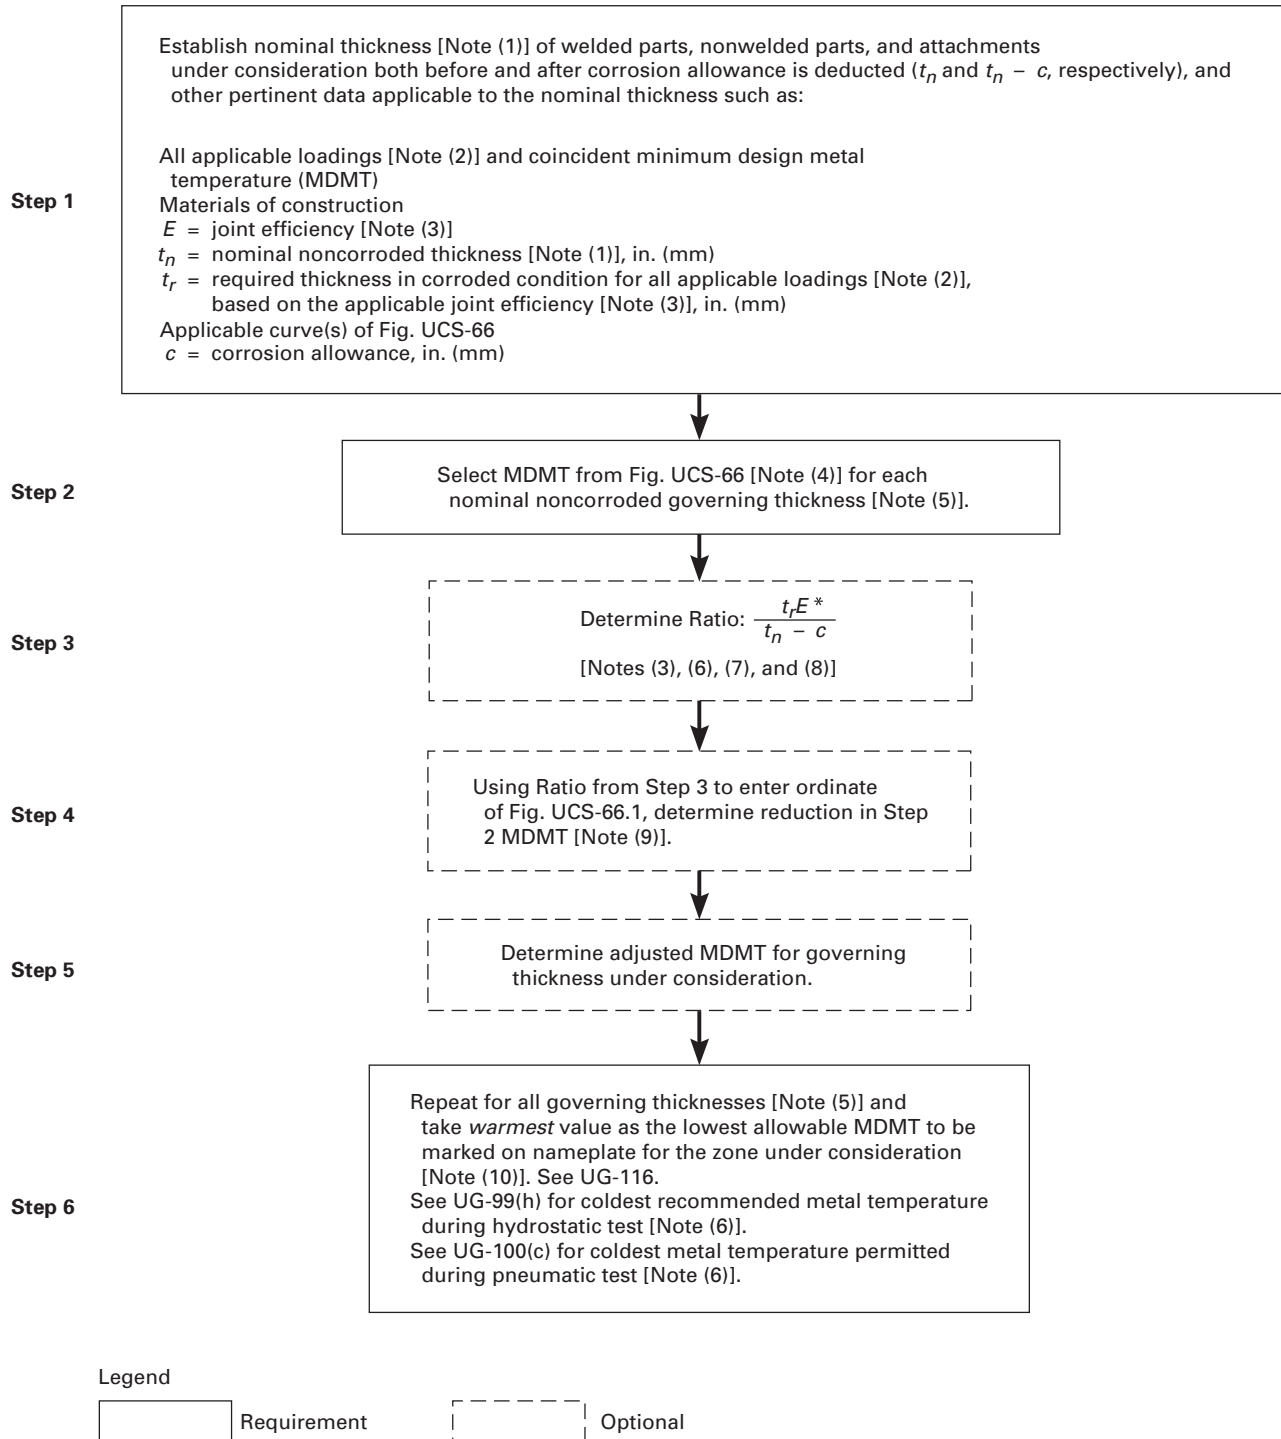 Establish nominal thickness [Note (1)] of welded parts, nonwelded parts, and attachments
under consideration both before and after corrosion allowance is deducted (tn and tn – c, respectively), and
other pertinent data applicable to the nominal thickness such as:
All applicable loadings [Note (2)] and coincident minimum design metal
temperature (MDMT)
Step 1
Materials of construction
E = joint efficiency [Note (3)]
tn = nominal noncorroded thickness [Note (1)], in. (mm)
tr = required thickness in corroded condition for all applicable loadings [Note (2)],
based on the applicable joint efficiency [Note (3)], in. (mm)
Applicable curve(s) of Fig. UCS-66
c = corrosion allowance, in. (mm)
Step 2
Select MDMT from Fig. UCS-66 [Note (4)] for each
nominal noncorroded governing thickness [Note (5)].
Step 3
Determine Ratio: trE* / tn – c
[Notes (3), (6), (7), and (8)]
Step 4
Using Ratio from Step 3 to enter ordinate
of Fig. UCS-66.1, determine reduction in Step
2 MDMT [Note (9)].
Step 5
Determine adjusted MDMT for governing
thickness under consideration.
Step 6
Repeat for all governing thicknesses [Note (5)] and
take warmest value as the lowest allowable MDMT to be
marked on nameplate for the zone under consideration
[Note (10)]. See UG-116.
See UG-99(h) for coldest recommended metal temperature
during hydrostatic test [Note (6)].
See UG-100(c) for coldest metal temperature permitted
during pneumatic test [Note (6)].
Legend
Requirement
Optional